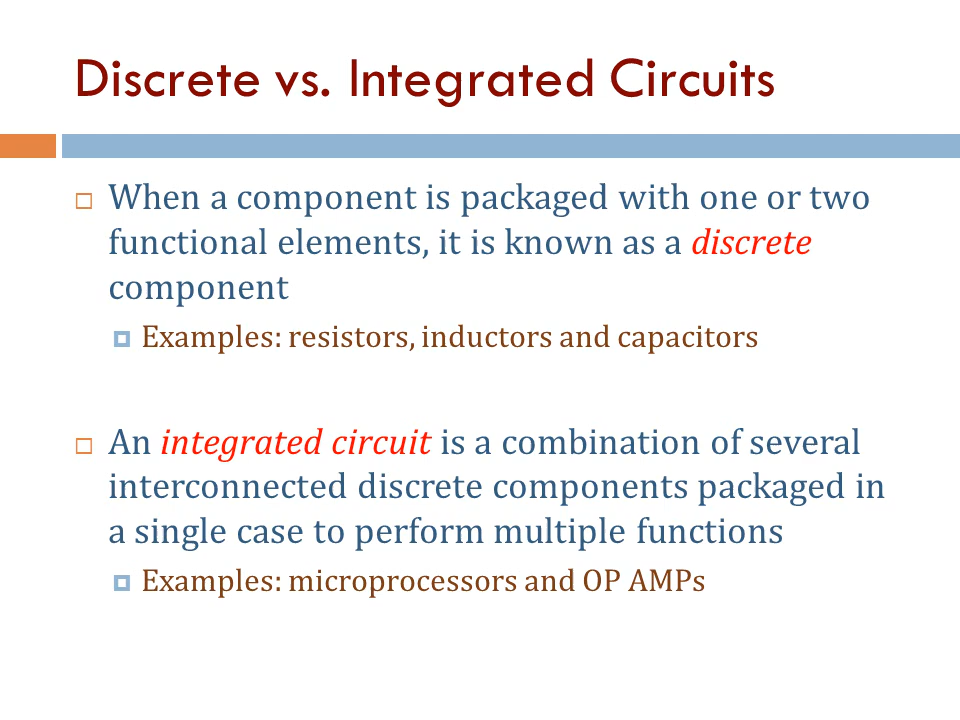 Discrete vs. Integrated Circuits
When a component is packaged with one or two
functional elements, it is known as a discrete
component
Examples: resistors, inductors and capacitors
An integrated circuit is a combination of several
interconnected discrete components packaged in
a single case to perform multiple functions
Examples: microprocessors and OP AMPs